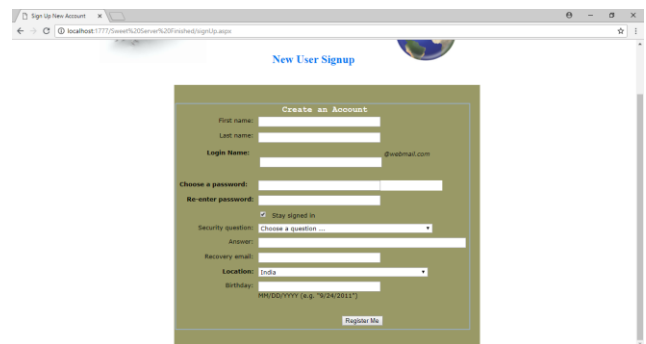 Sign Up New Account
localhost:1777/Sweet%20Server%20Finished/signUp.aspx
New User Signup
Create an Account
First name:
Last name:
Login Name:
@webmail.com
Choose a password:
Re-enter password:
Stay signed in
Security question: Choose a question ...
Answer:
Recovery email:
Location: India
Birthday:
MM/DD/YYYY (e.g. "9/24/2011")
Register Me